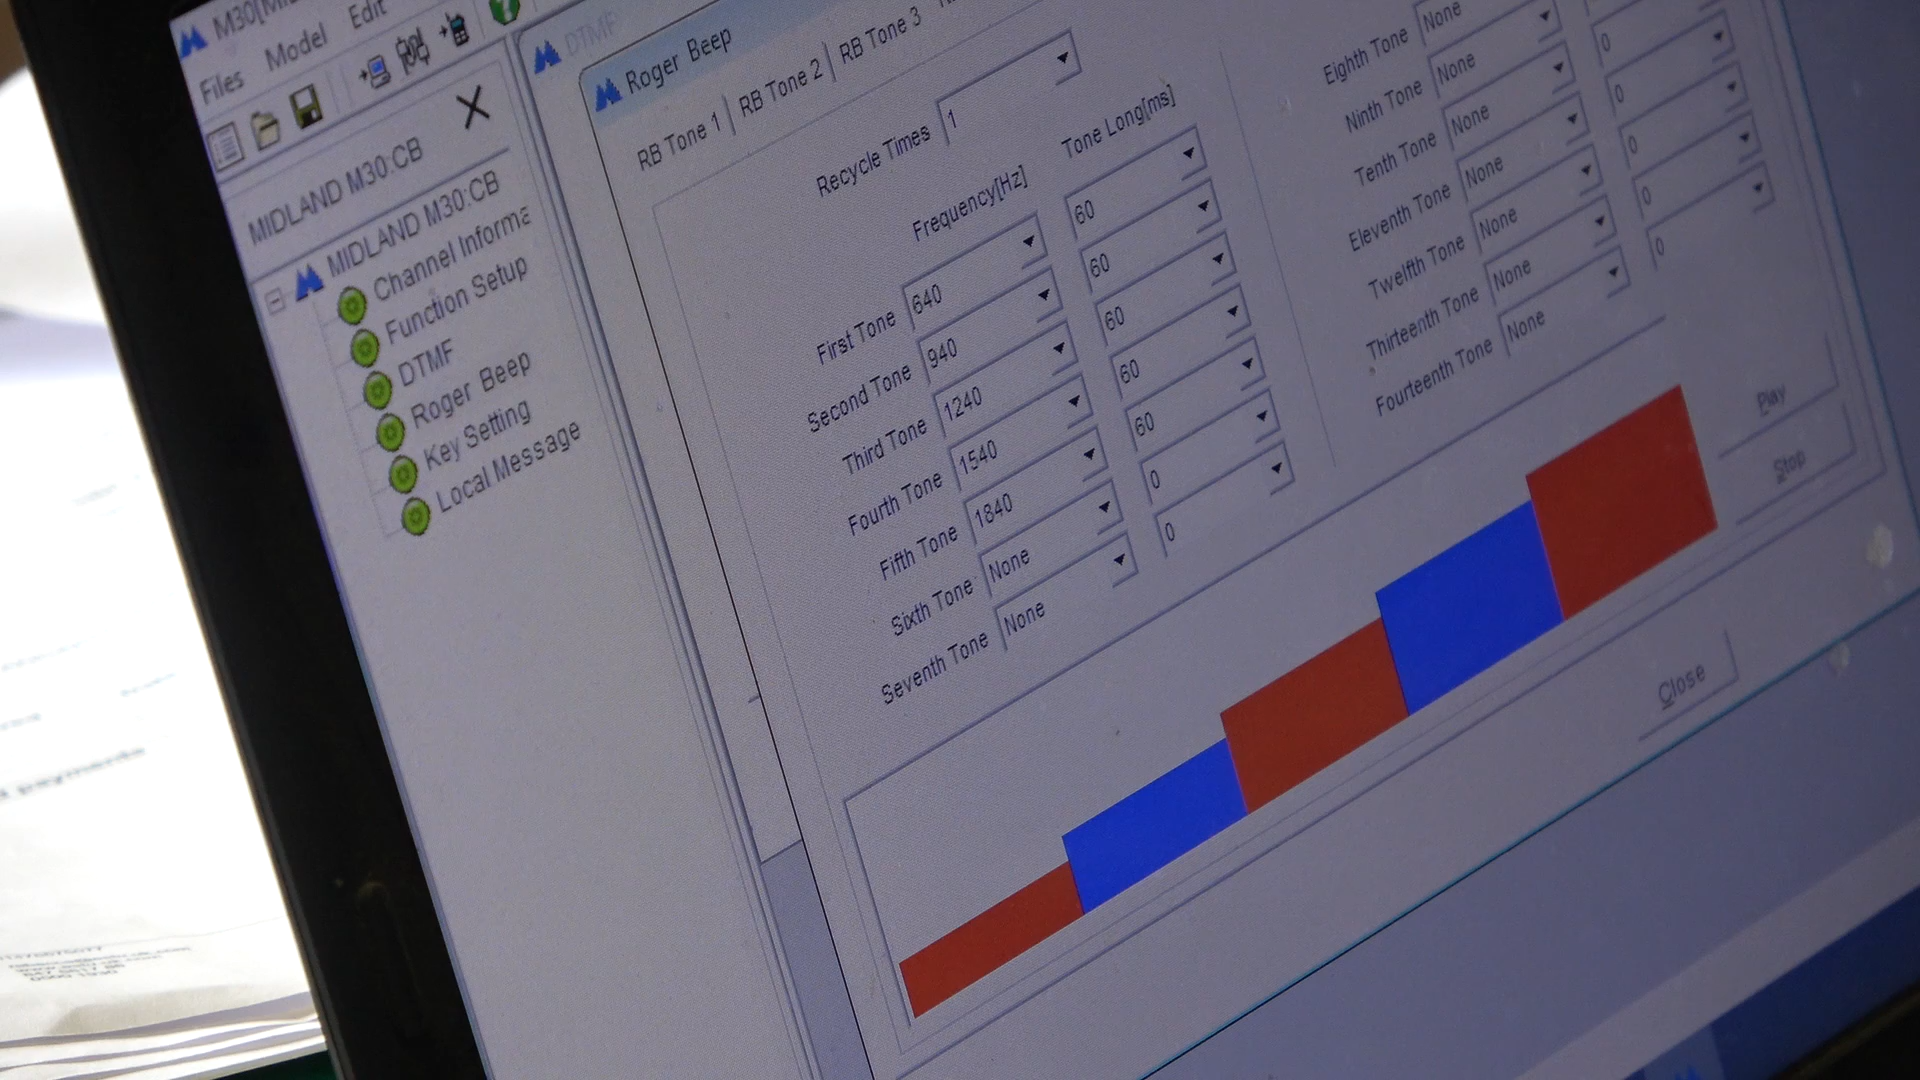 M30[MI
Files Model Edit
MIDLAND M30:CB
MIDLAND M30:CB
Channel Informa
Function Setup
DTMF
Roger Beep
Key Setting
Local Message
DTMF
Roger Beep
RB Tone 1 RB Tone 2 RB Tone 3
Recycle Times 1
Frequency[Hz] Tone Long[ms]
First Tone 640 60
Second Tone 940 60
Third Tone 1240 60
Fourth Tone 1540 60
Fifth Tone 1840 60
Sixth Tone None 0
Seventh Tone None 0
Eighth Tone None
Ninth Tone None 0
Tenth Tone None 0
Eleventh Tone None 0
Twelfth Tone None 0
Thirteenth Tone None 0
Fourteenth Tone None
Play
Stop
Close
payments